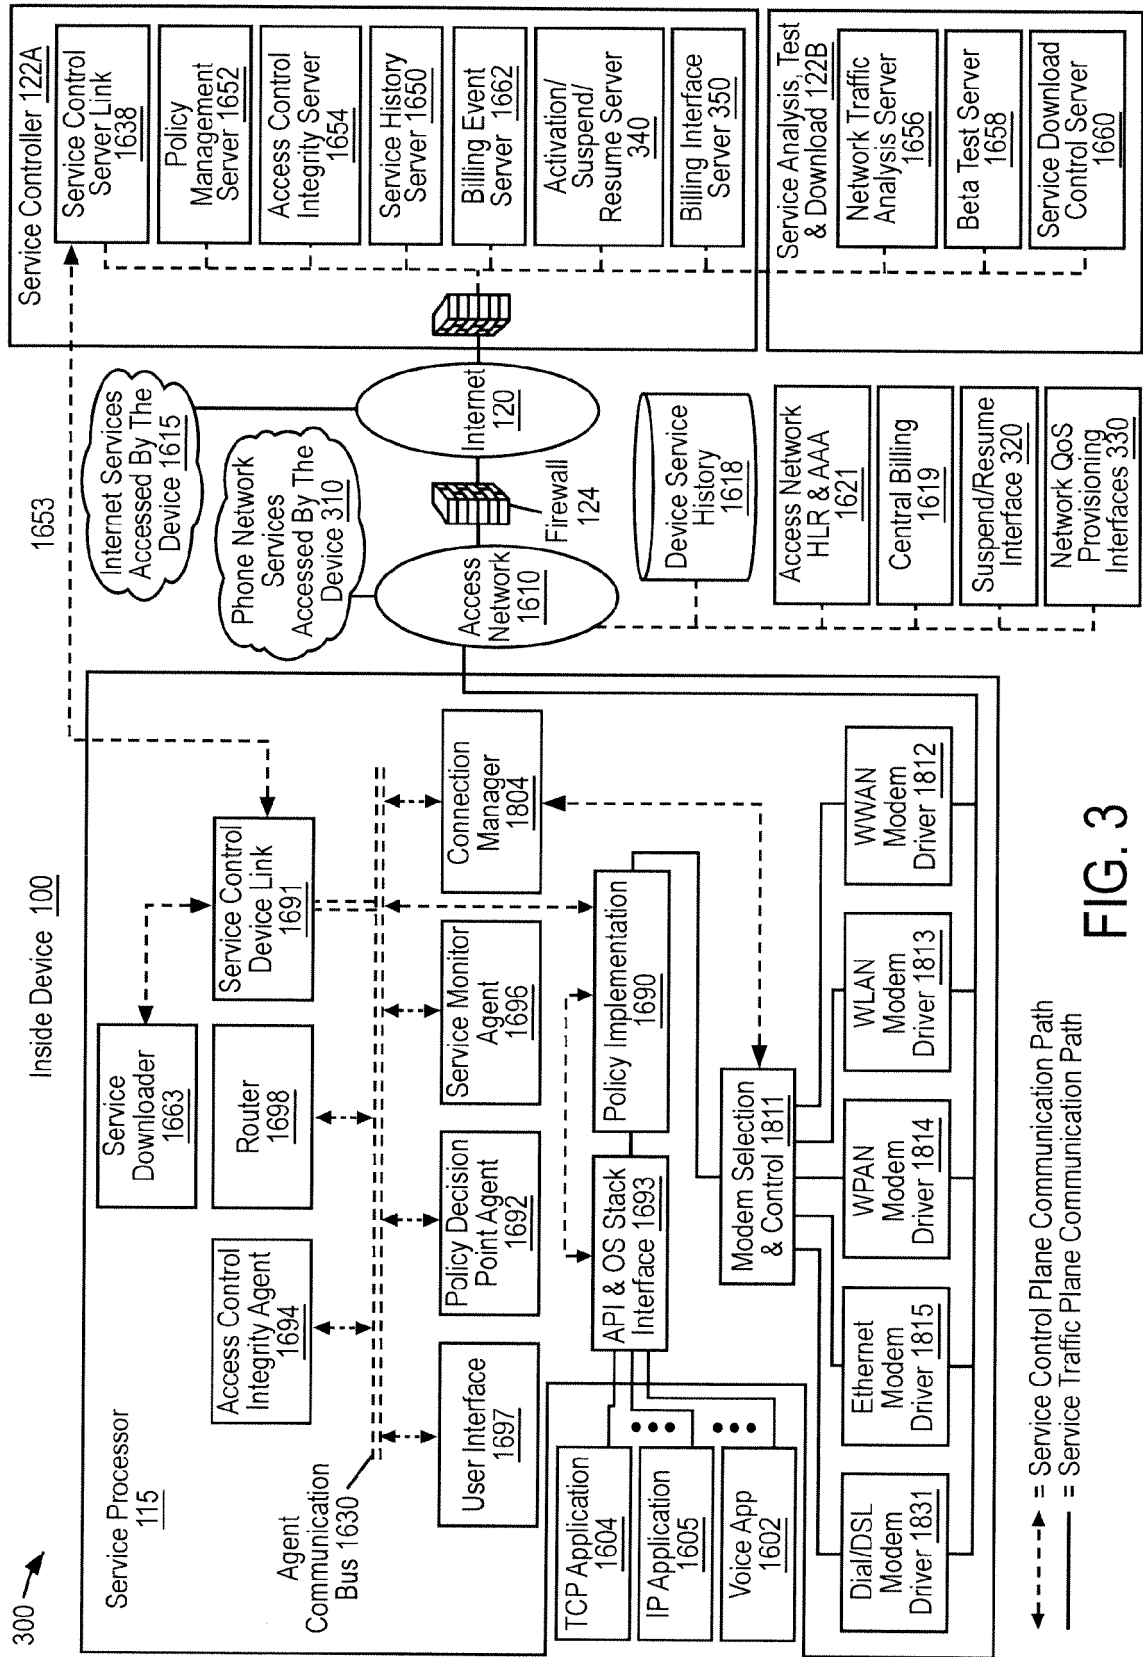 300
Inside Device 100
Service Processor
115
Service
Downloader
1663
Access Control
Integrity Agent
1694
Router
1698
Service Control
Device Link
1691
1653
Agent
Communication
Bus 1630
User Interface
1697
Policy Decision
Point Agent
1692
Service Monitor
Agent
1696
Connection
Manager
1804
TCP Application
1604
IP Application
1605
Voice App
1602
API & OS Stack
Interface 1693
Policy Implementation
1690
Modem Selection
& Control 1811
Dial/DSL
Modem
Driver 1831
Ethernet
Modem
Driver 1815
WPAN
Modem
Driver 1814
WLAN
Modem
Driver 1813
WWAN
Modem
Driver 1812
Internet Services
Accessed By The
Device 1615
Phone Network
Services
Accessed By The
Device 310
Access
Network
1610
Firewall
124
Internet
120
Device Service
History
1618
Access Network
HLR & AAA
1621
Central Billing
1619
Suspend/Resume
Interface 320
Network QoS
Provisioning
Interfaces 330
Service Controller 122A
Service Control
Server Link
1638
Policy
Management
Server 1652
Access Control
Integrity Server
1654
Service History
Server 1650
Billing Event
Server 1662
Activation/
Suspend/
Resume Server
340
Billing Interface
Server 350
Service Analysis, Test
& Download 122B
Network Traffic
Analysis Server
1656
Beta Test Server
1658
Service Download
Control Server
1660
= Service Control Plane Communication Path
= Service Traffic Plane Communication Path
FIG. 3